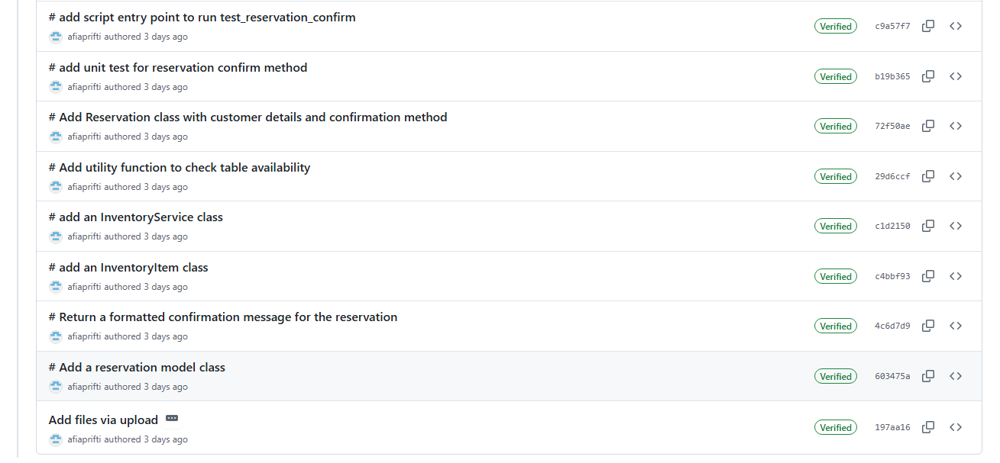 # add script entry point to run test_reservation_confirm
afiaprifti authored 3 days ago
Verified
c9a57f7
# add unit test for reservation confirm method
afiaprifti authored 3 days ago
Verified
b19b365
# Add Reservation class with customer details and confirmation method
afiaprifti authored 3 days ago
Verified
72f50ae
# Add utility function to check table availability
afiaprifti authored 3 days ago
Verified
29d6ccf
# add an InventoryService class
afiaprifti authored 3 days ago
Verified
c1d2150
# add an InventoryItem class
afiaprifti authored 3 days ago
Verified
c4bbf93
# Return a formatted confirmation message for the reservation
afiaprifti authored 3 days ago
Verified
4c6d7d9
# Add a reservation model class
afiaprifti authored 3 days ago
Verified
603475a
Add files via upload
afiaprifti authored 3 days ago
Verified
197aa16